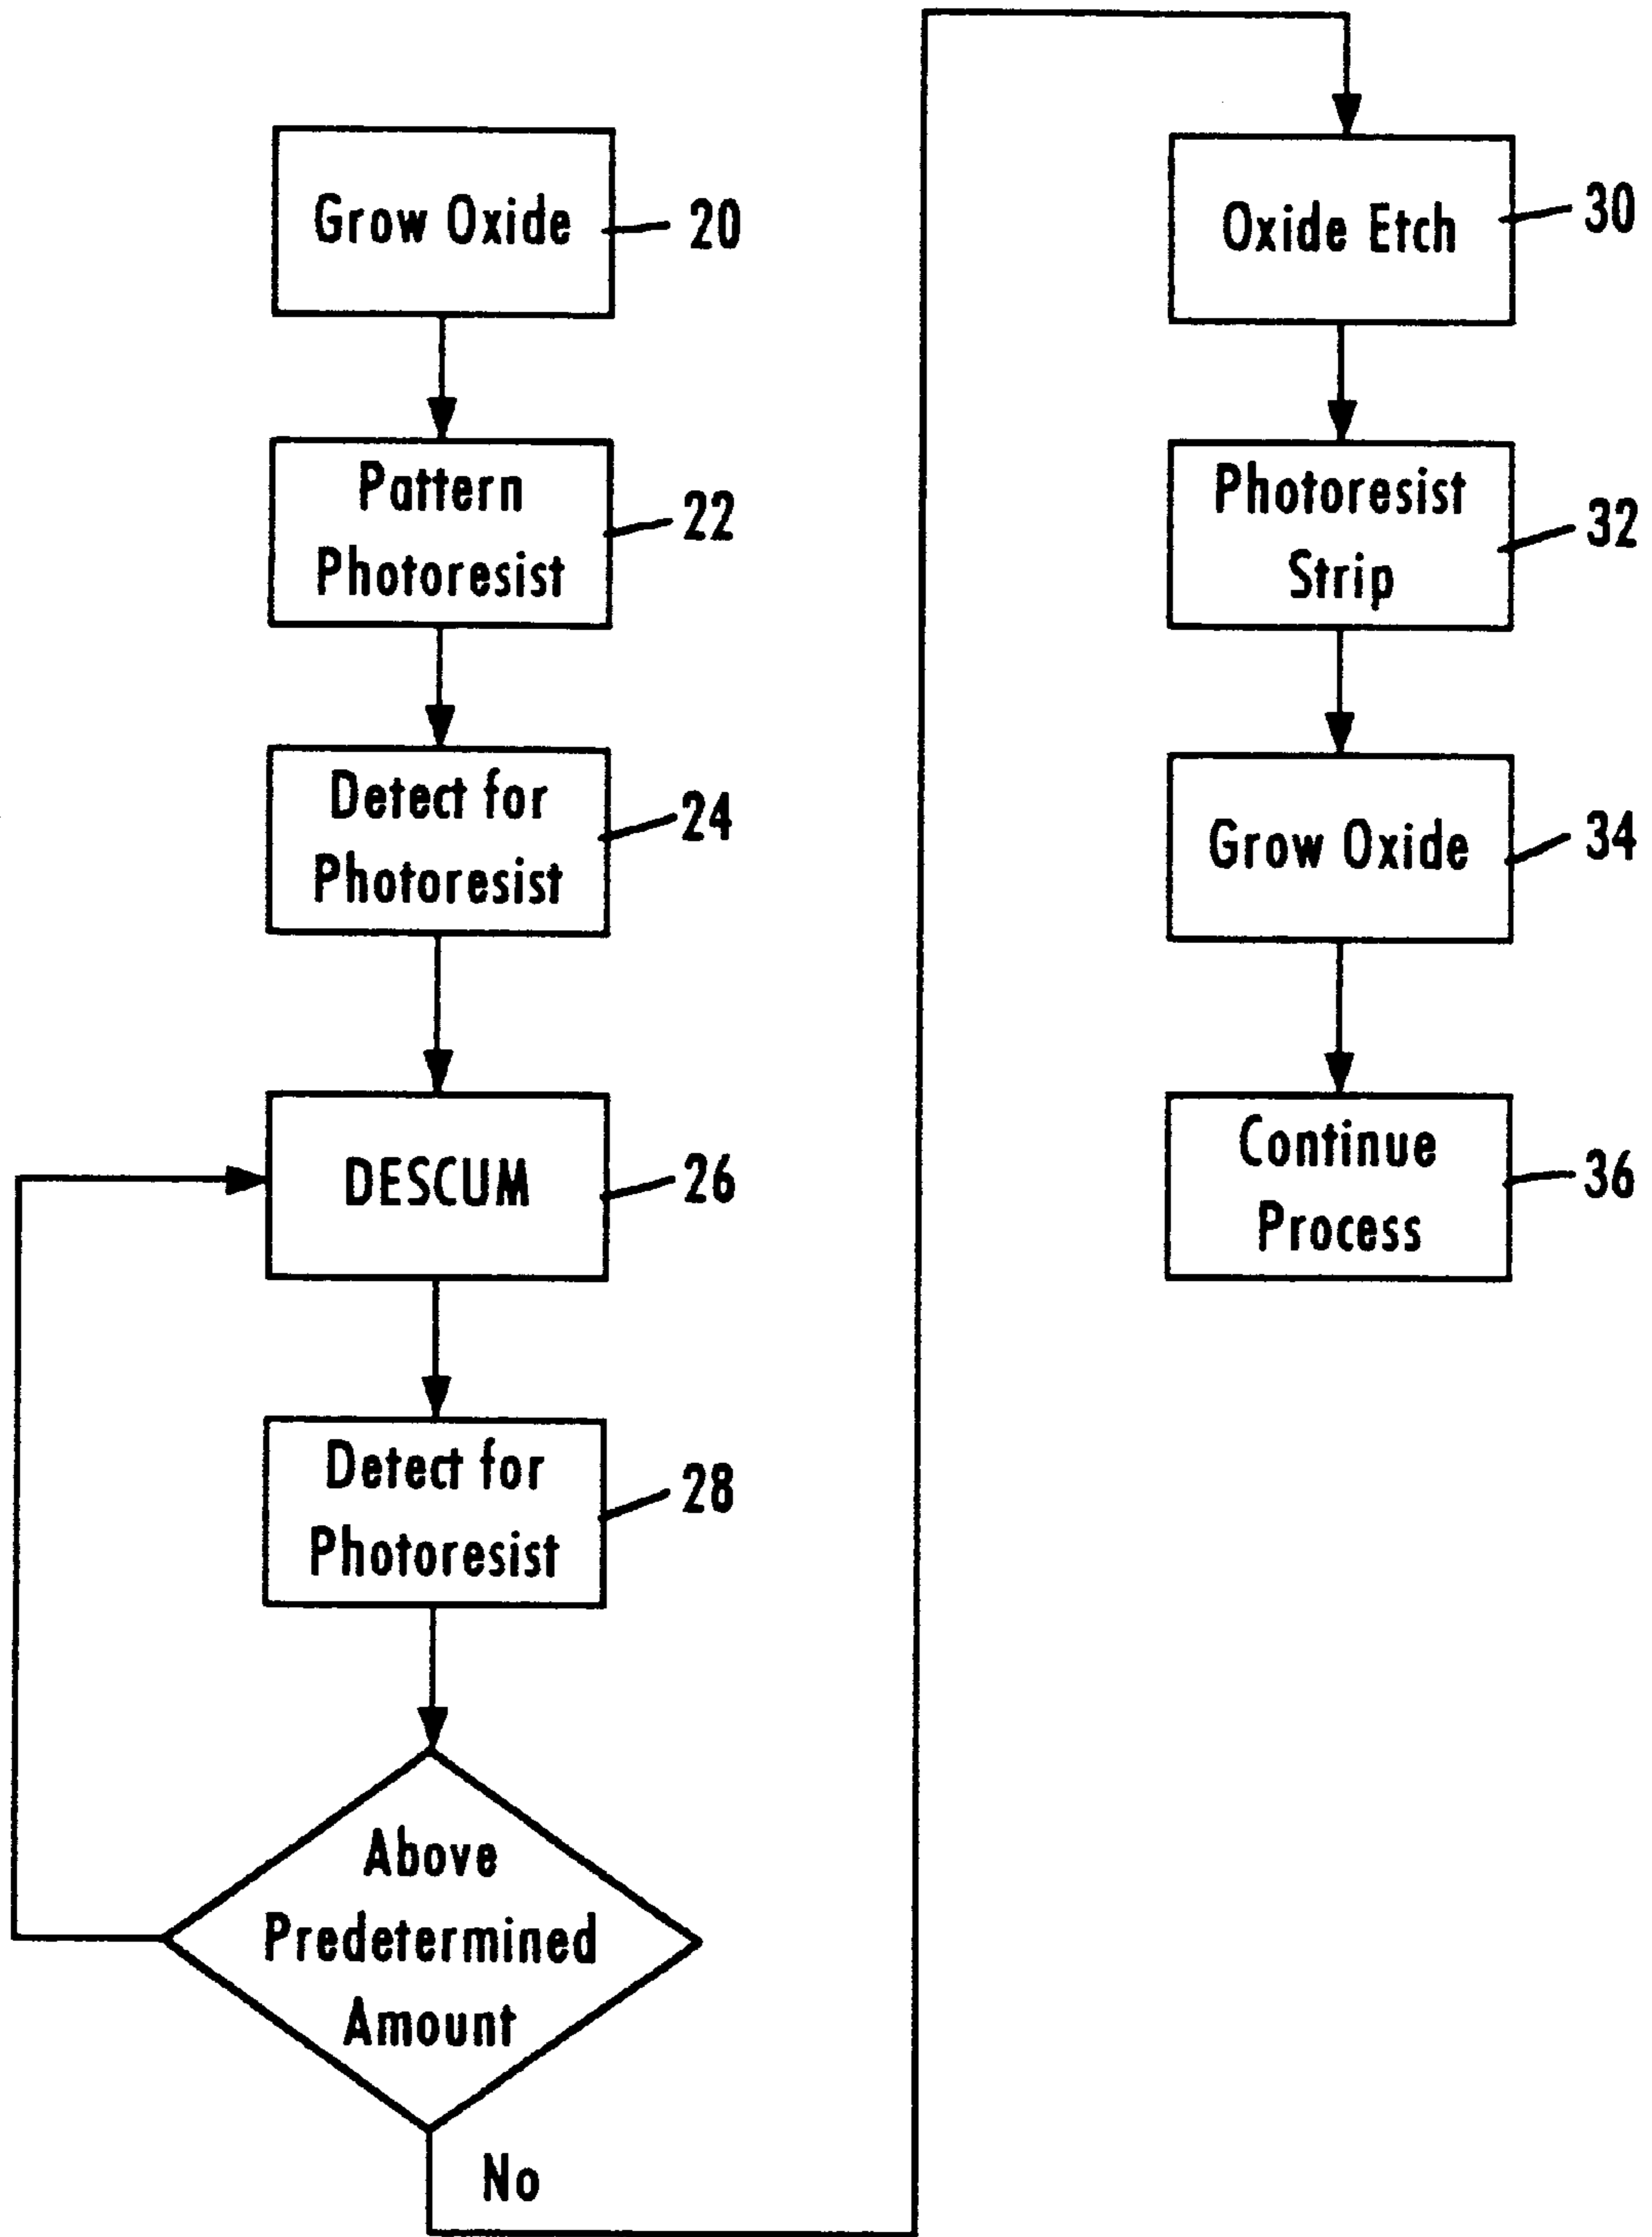 Grow Oxide
20
Pattern
Photoresist
22
Detect for
Photoresist
24
DESCUM
26
Detect for
Photoresist
28
Above
Predetermined
Amount
No
Oxide Etch
30
Photoresist
Strip
32
Grow Oxide
34
Continue
Process
36